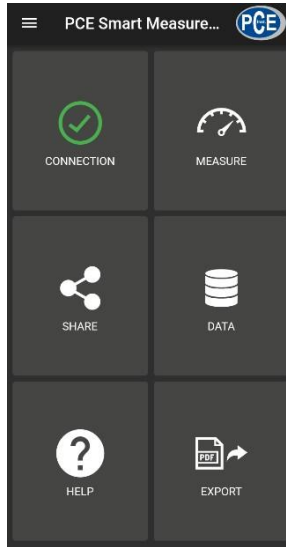 PCE Smart Measure... PCE
CONNECTION MEASURE
SHARE DATA
PDF
HELP EXPORT